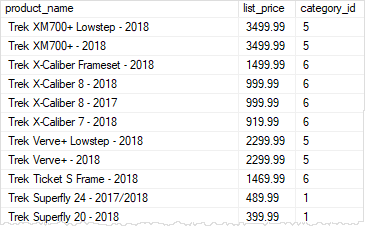 product_name list_price category_id
Trek XM700+ Lowstep - 2018 3499.99 5
Trek XM700+ - 2018 3499.99 5
Trek X-Caliber Frameset - 2018 1499.99 6
Trek X-Caliber 8 - 2018 999.99 6
Trek X-Caliber 8 - 2017 999.99 6
Trek X-Caliber 7 - 2018 919.99 6
Trek Verve+ Lowstep - 2018 2299.99 5
Trek Verve+ - 2018 2299.99 5
Trek Ticket S Frame - 2018 1469.99 6
Trek Superfly 24 - 2017/2018 489.99 1
Trek Superfly 20 - 2018 399.99 1